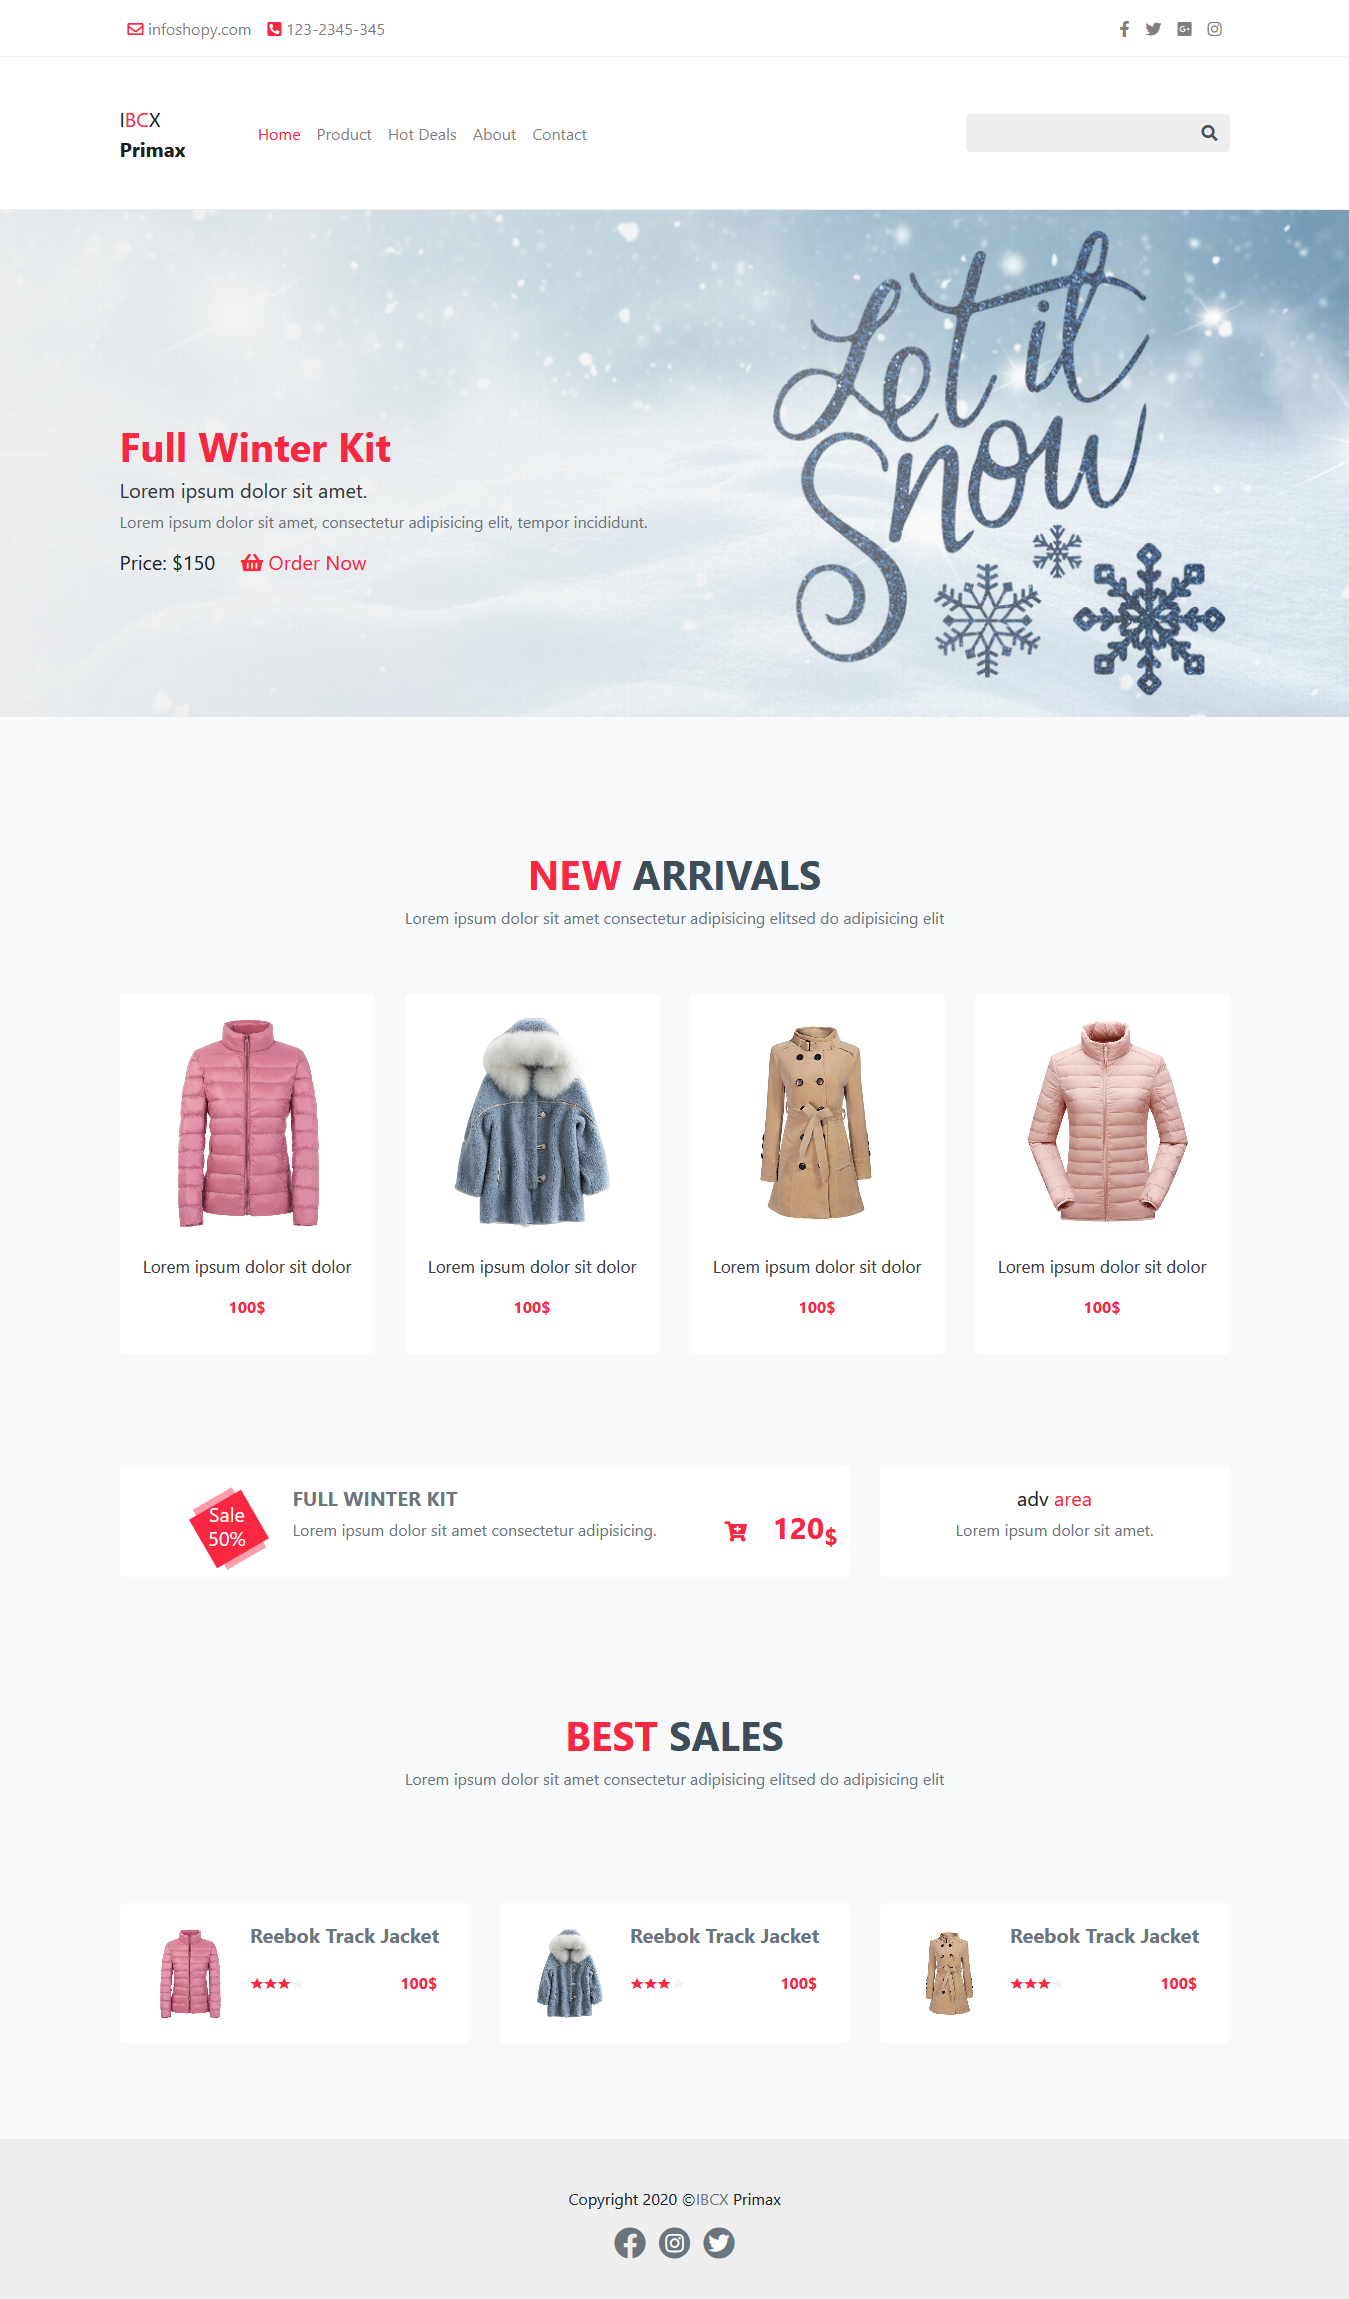 infoshopy.com 123-2345-345
IBCX
Primax
Home Product Hot Deals About Contact
Let it
Snow
Full Winter Kit
Lorem ipsum dolor sit amet.
Lorem ipsum dolor sit amet, consectetur adipisicing elit, tempor incididunt.
Price: $150 Order Now
NEW ARRIVALS
Lorem ipsum dolor sit amet consectetur adipisicing elitsed do adipisicing elit
Lorem ipsum dolor sit dolor
100$
Lorem ipsum dolor sit dolor
100$
Lorem ipsum dolor sit dolor
100$
Lorem ipsum dolor sit dolor
100$
Sale
50%
FULL WINTER KIT
Lorem ipsum dolor sit amet consectetur adipisicing.
120$
adv area
Lorem ipsum dolor sit amet.
BEST SALES
Lorem ipsum dolor sit amet consectetur adipisicing elitsed do adipisicing elit
Reebok Track Jacket
100$
Reebok Track Jacket
100$
Reebok Track Jacket
100$
Copyright 2020 ©IBCX Primax